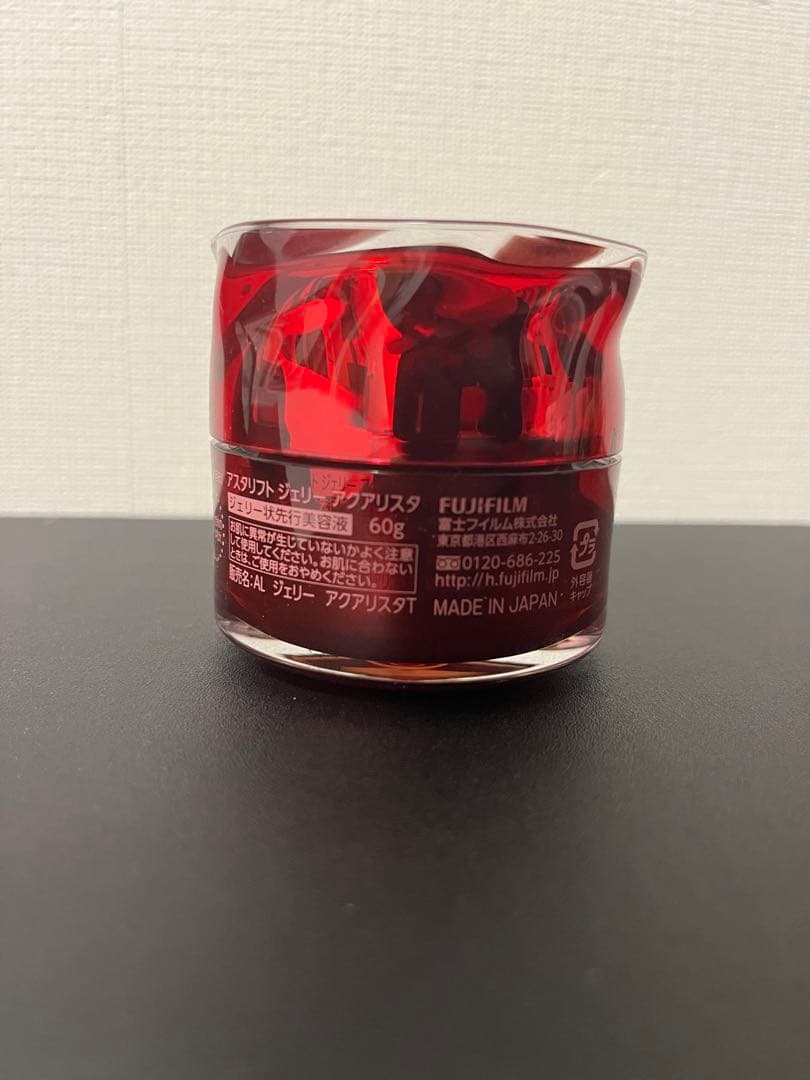 アスタリフト ジェリー アクアリスタ
ジェリー状先行美容液 60g
お肌に異常が生じていないかよく注意
して使用してください。お肌に合わない
ときは、ご使用をおやめください。
販売名:AL ジェリー アクアリスタT
FUJIFILM
富士フイルム株式会社
東京都港区西麻布2-26-30
0120-686-225
http://h.fujifilm.jp
MADE IN JAPAN
プラ
外容器
キャップ